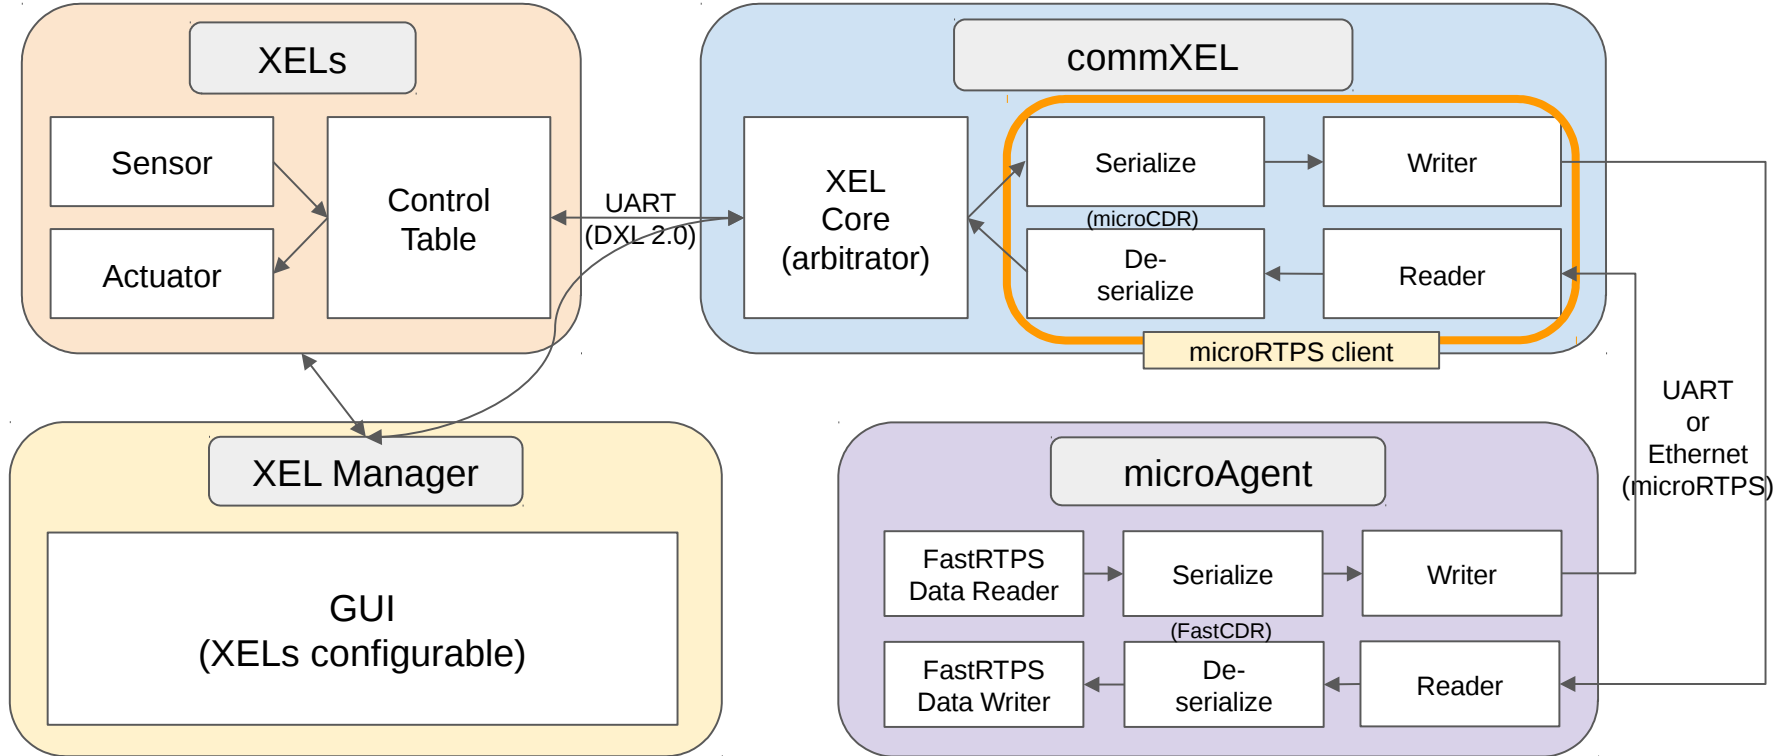 XELs
Sensor
Actuator
Control
Table
UART
(DXL 2.0)
commXEL
XEL
Core
(arbitrator)
Serialize
Writer
(microCDR)
De-
serialize
Reader
microRTPS client
UART
or
Ethernet
(microRTPS)
XEL Manager
GUI
(XELs configurable)
microAgent
FastRTPS
Data Reader
Serialize
Writer
(FastCDR)
FastRTPS
Data Writer
De-
serialize
Reader